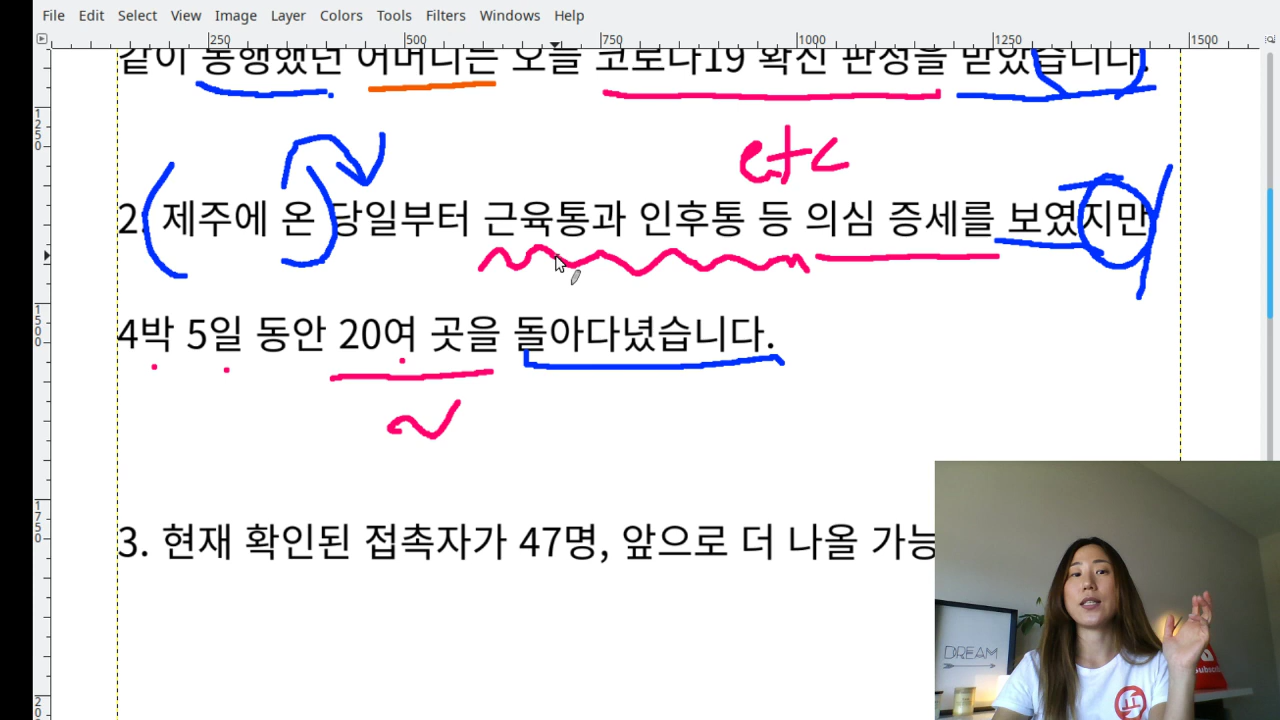 File Edit Select View Image Layer Colors Tools Filters Windows Help
250 500 750 1000 1250 1500
같이 동행했던 어머니는 오늘 코로나19 확진 판정을 받았습니다.
etc
2. 제주에 온 당일부터 근육통과 인후통 등 의심 증세를 보였지만
4박 5일 동안 20여 곳을 돌아다녔습니다.
3. 현재 확인된 접촉자가 47명, 앞으로 더 나올 가능
1250
1500
1750
2
DREAM
Subscri